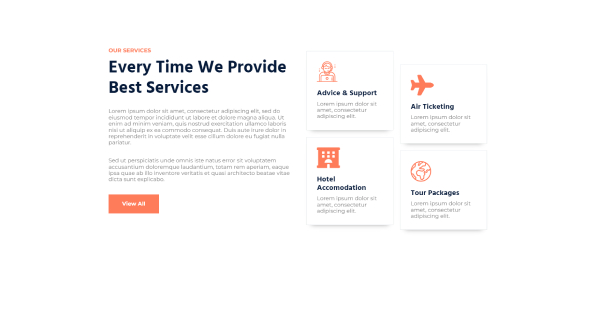 OUR SERVICES
Every Time We Provide
Best Services
Lorem ipsum dolor sit amet, consectetur adipiscing elit, sed do
eiusmod tempor incididunt ut labore et dolore magna aliqua. Ut
enim ad minim veniam, quis nostrud exercitation ullamco laboris
nisi ut aliquip ex ea commodo consequat. Duis aute irure dolor in
reprehenderit in voluptate velit esse cillum dolore eu fugiat nulla
pariatur.
Sed ut perspiciatis unde omnis iste natus error sit voluptatem
accusantium doloremque laudantium, totam rem aperiam, eaque
ipsa quae ab illo inventore veritatis et quasi architecto beatae vitae
dicta sunt explicabo.
View All
Advice & Support
Lorem ipsum dolor sit
amet, consectetur
adipiscing elit.
Air Ticketing
Lorem ipsum dolor sit
amet, consectetur
adipiscing elit.
Hotel
Accomodation
Lorem ipsum dolor sit
amet, consectetur
adipiscing elit.
Tour Packages
Lorem ipsum dolor sit
amet, consectetur
adipiscing elit.